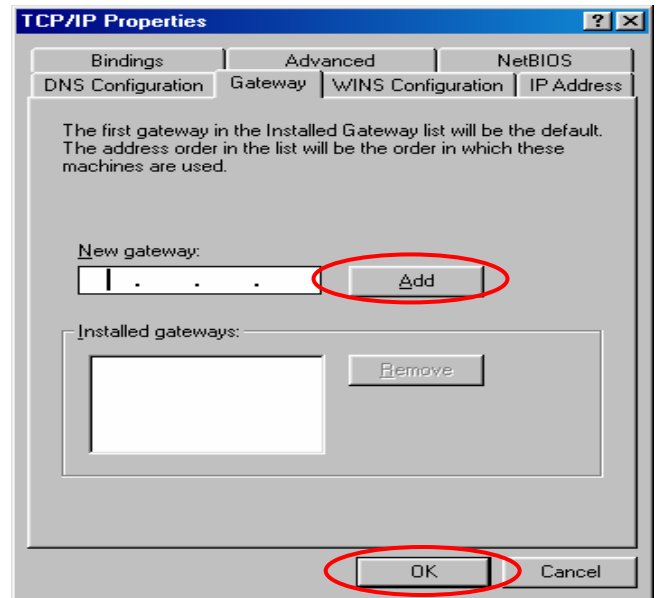 TCP/IP Properties
Bindings Advanced NetBIOS
DNS Configuration Gateway WINS Configuration IP Address
The first gateway in the Installed Gateway list will be the default.
The address order in the list will be the order in which these
machines are used.
New gateway:
. . . Add
Installed gateways:
Remove
OK Cancel